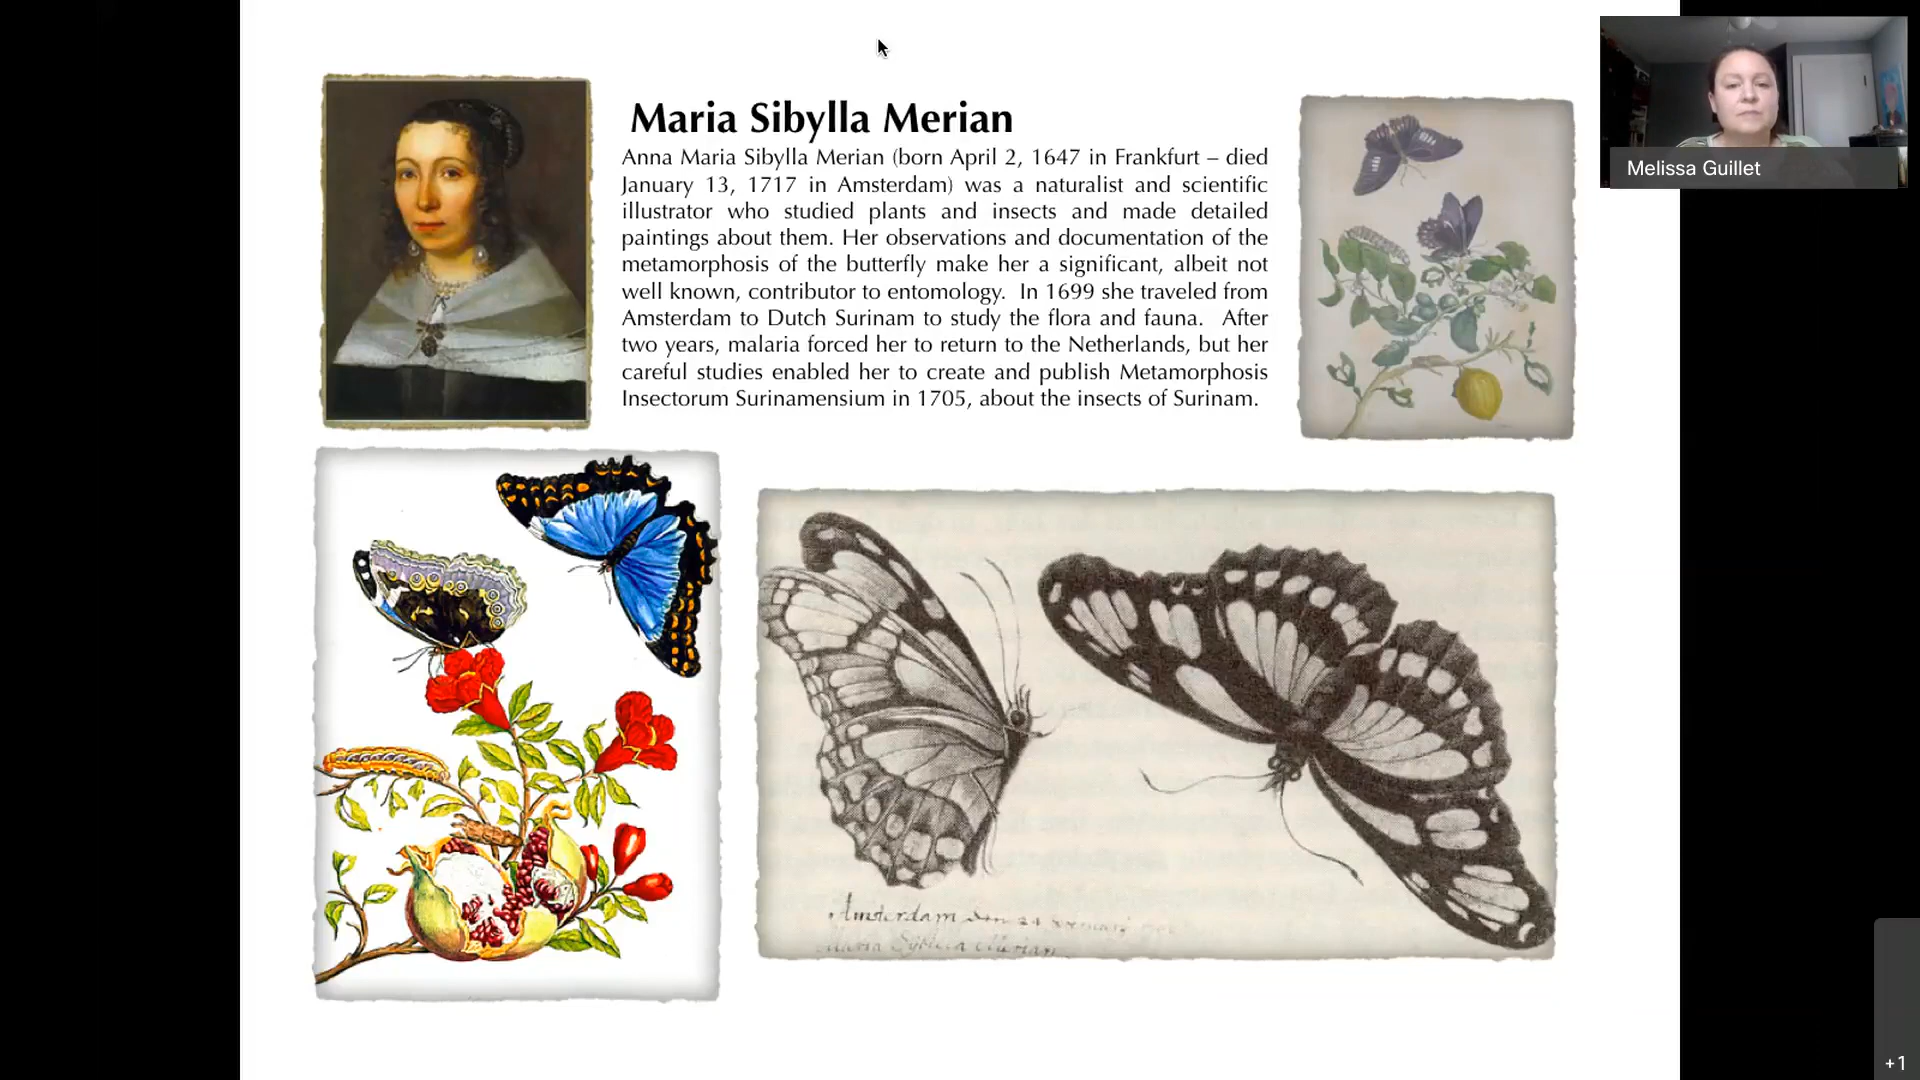 Maria Sibylla Merian
Anna Maria Sibylla Merian (born April 2, 1647 in Frankfurt – died
January 13, 1717 in Amsterdam) was a naturalist and scientific
illustrator who studied plants and insects and made detailed
paintings about them. Her observations and documentation of the
metamorphosis of the butterfly make her a significant, albeit not
well known, contributor to entomology.  In 1699 she traveled from
Amsterdam to Dutch Surinam to study the flora and fauna.  After
two years, malaria forced her to return to the Netherlands, but her
careful studies enabled her to create and publish Metamorphosis
Insectorum Surinamensium in 1705, about the insects of Surinam.
Melissa Guillet
Amsterdam
Maria
+1